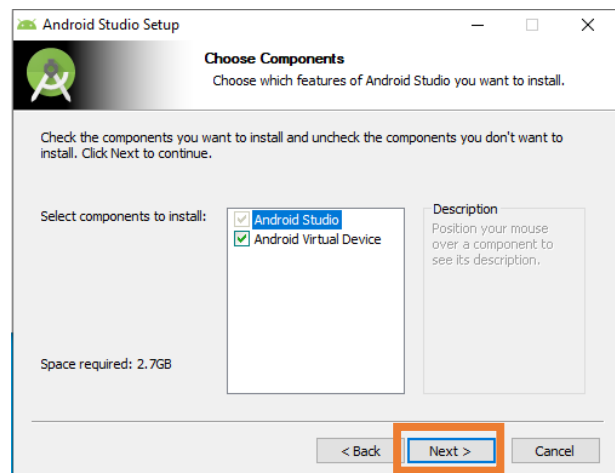 Android Studio Setup
Choose Components
Choose which features of Android Studio you want to install.
Check the components you want to install and uncheck the components you don't want to
install. Click Next to continue.
Select components to install:
Android Studio
Android Virtual Device
Description
Position your mouse
over a component to
see its description.
Space required: 2.7GB
< Back
Next >
Cancel